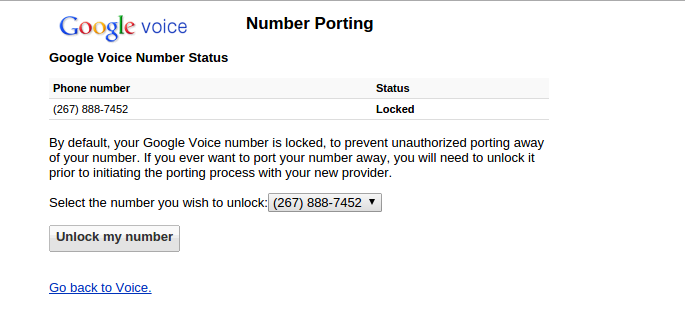 Google voice Number Porting
Google Voice Number Status
Phone number Status
(267) 888-7452 Locked
By default, your Google Voice number is locked, to prevent unauthorized porting away
of your number. If you ever want to port your number away, you will need to unlock it
prior to initiating the porting process with your new provider.
Select the number you wish to unlock: (267) 888-7452
Unlock my number
Go back to Voice.